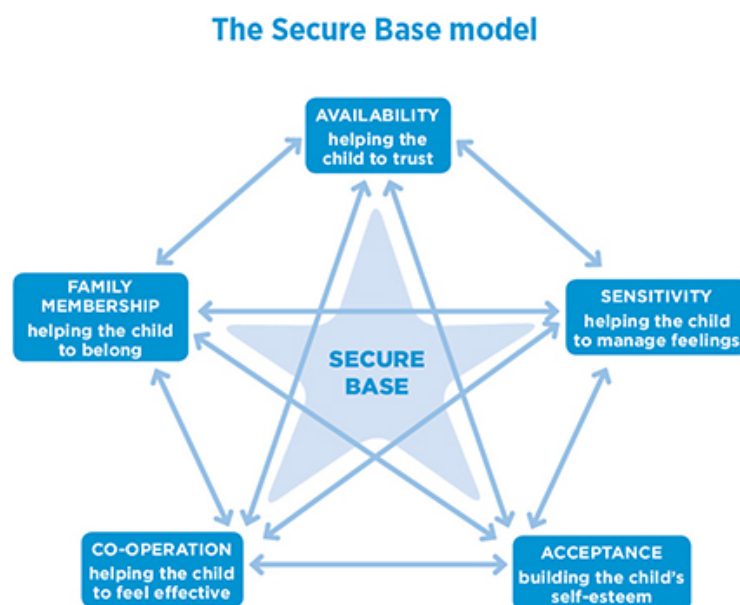 The Secure Base model
AVAILABILITY
helping the
child to trust
FAMILY
MEMBERSHIP
helping the child
to belong
SENSITIVITY
helping the child
to manage feelings
SECURE
BASE
CO-OPERATION
helping the child
to feel effective
ACCEPTANCE
building the child's
self-esteem